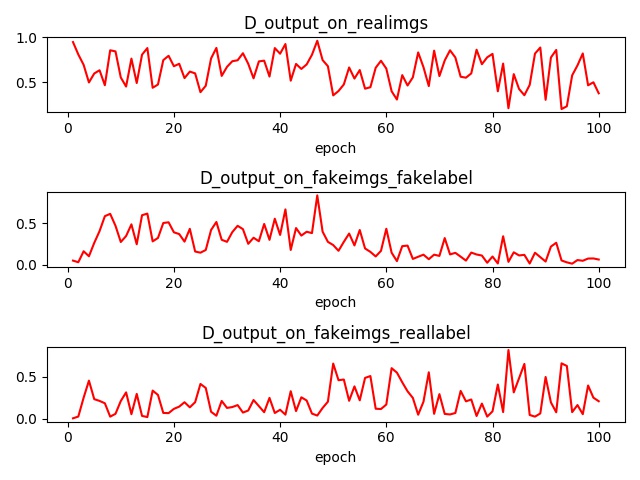 D_output_on_realimgs
1.0
0.5
0 20 40 60 80 100
epoch
D_output_on_fakeimgs_fakelabel
0.5
0.0
0 20 40 60 80 100
epoch
D_output_on_fakeimgs_reallabel
0.5
0.0
0 20 40 60 80 100
epoch